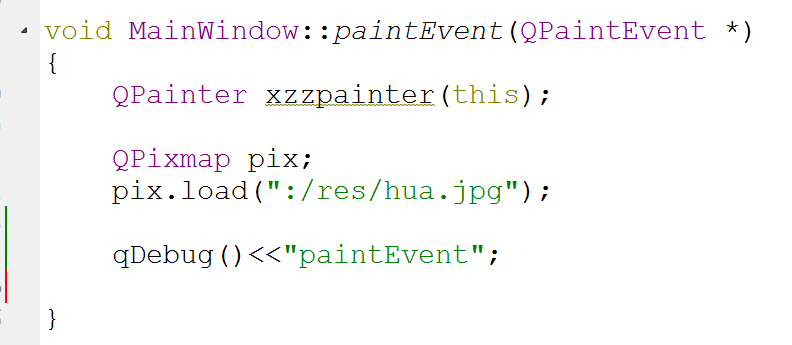 void MainWindow::paintEvent(QPaintEvent *)
{
    QPainter xzzpainter(this);
    QPixmap pix;
    pix.load(":/res/hua.jpg");
    qDebug()<<"paintEvent";
}